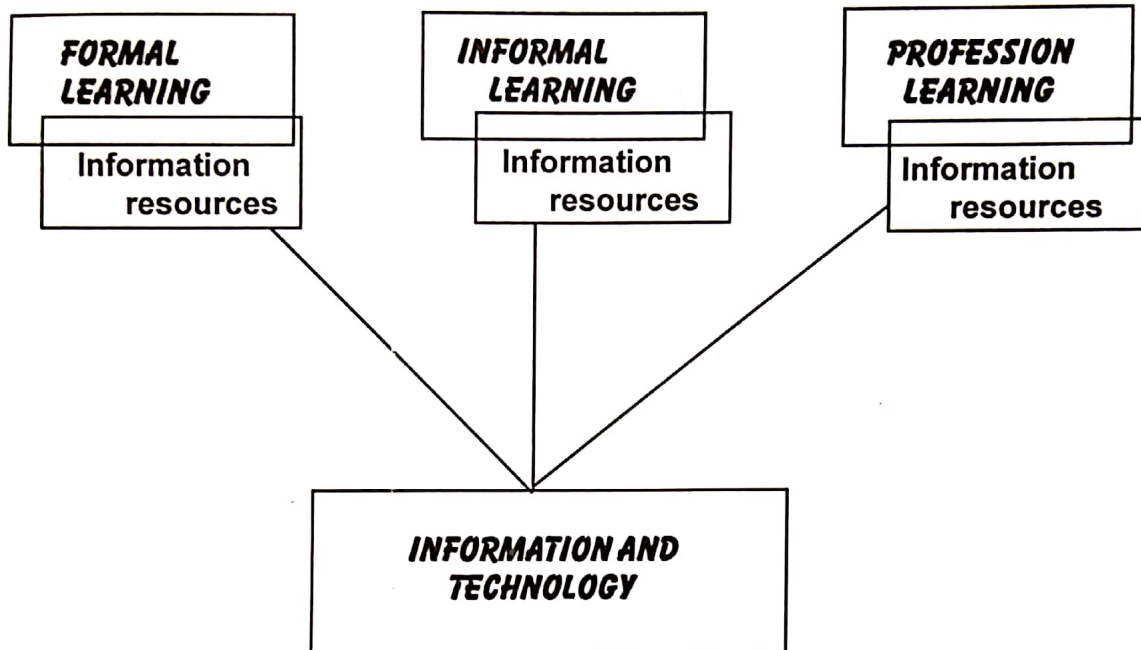 FORMAL
LEARNING
Information
resources
INFORMAL
LEARNING
Information
resources
PROFESSION
LEARNING
Information
resources
INFORMATION AND
TECHNOLOGY